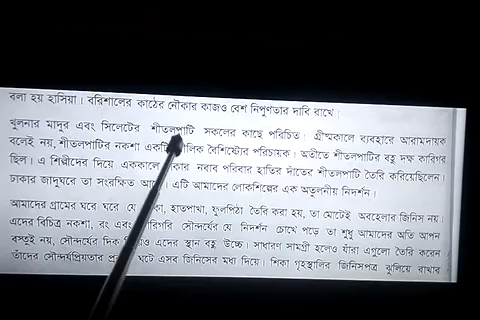 বলা হয় হাসিয়া। বরিশালের কাঠের নৌকার কাজও বেশ নিপুণতার দাবি রাখে।
খুলনার মাদুর এবং সিলেটের শীতলপাটি সকলের কাছে পরিচিত। গ্রীষ্মকালে ব্যবহারে আরামদায়ক
বলেই নয়, শীতলপাটির নকশা একটি মৌলিক বৈশিষ্ট্যের পরিচায়ক। অতীতে শীতলপাটির বহু দক্ষ কারিগর
ছিল। এ শিল্পীদের দিয়ে এককালে ঢাকার নবাব পরিবার হাতির দাঁতের শীতলপাটি তৈরি করিয়েছিলেন।
ঢাকার জাদুঘরে তা সংরক্ষিত আছে। এটি আমাদের লোকশিল্পের এক অতুলনীয় নিদর্শন।
আমাদের গ্রামের ঘরে ঘরে যে শিকা, হাতপাখা, ফুলপিঠা তৈরি করা হয়, তা মোটেই অবহেলার জিনিস নয়।
এদের বিচিত্র নকশা, রং এবং কারিগরি সৌন্দর্যের যে নিদর্শন চোখে পড়ে তা শুধু আমাদের অতি আপন
বস্তুই নয়, সৌন্দর্যের দিক দিয়েও এদের স্থান বহু উচ্চে। সাধারণ সামগ্রী হলেও যাঁরা এগুলো তৈরি করেন
তাঁদের সৌন্দর্যপ্রিয়তার প্রকাশ ঘটে এসব জিনিসের মধ্য দিয়ে। শিকা গৃহস্থালির জিনিসপত্র ঝুলিয়ে রাখার